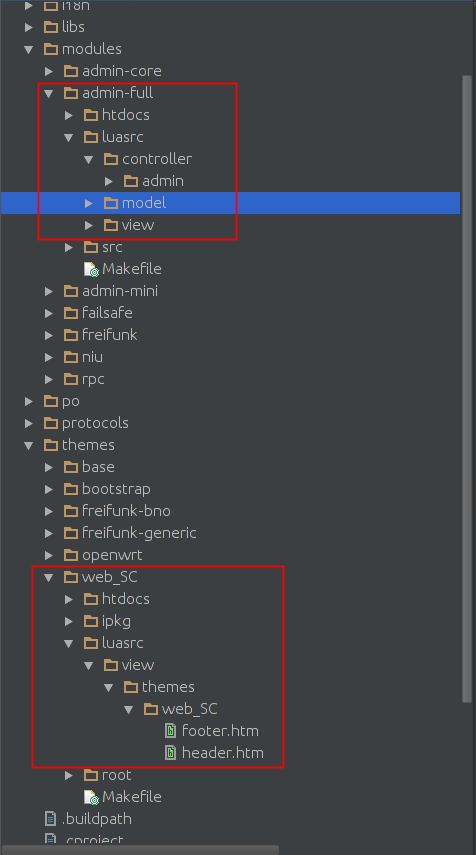 i18n
libs
modules
admin-core
admin-full
htdocs
luasrc
controller
admin
model
view
src
Makefile
admin-mini
failsafe
freifunk
niu
rpc
po
protocols
themes
base
bootstrap
freifunk-bno
freifunk-generic
openwrt
web_SC
htdocs
ipkg
luasrc
view
themes
web_SC
footer.htm
header.htm
root
Makefile
.buildpath
.cproject